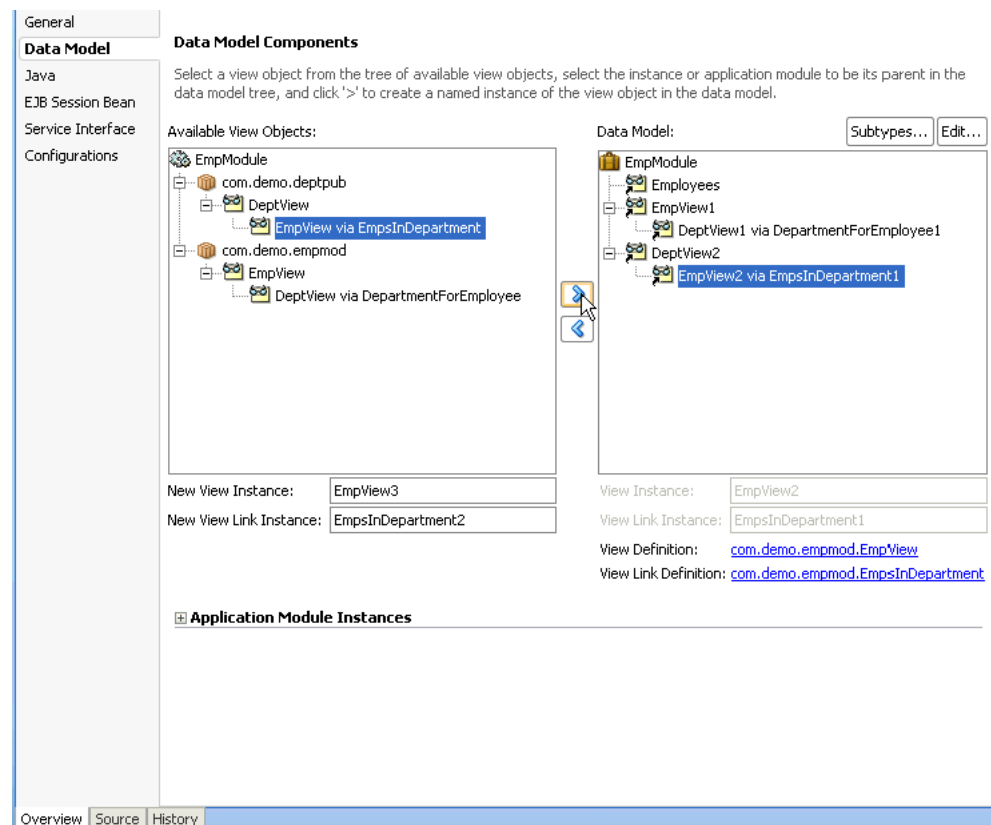 General
Data Model
Java
EJB Session Bean
Service Interface
Configurations
Data Model Components
Select a view object from the tree of available view objects, select the instance or application module to be its parent in the
data model tree, and click '>' to create a named instance of the view object in the data model.
Available View Objects:
EmpModule
com.demo.deptpub
DeptView
EmpView via EmpsInDepartment
com.demo.empmod
EmpView
DeptView via DepartmentForEmployee
New View Instance: EmpView3
New View Link Instance: EmpsInDepartment2
Data Model:
Subtypes... Edit...
EmpModule
Employees
EmpView1
DeptView1 via DepartmentForEmployee1
DeptView2
EmpView2 via EmpsInDepartment1
View Instance: EmpView2
View Link Instance: EmpsInDepartment1
View Definition: com.demo.empmod.EmpView
View Link Definition: com.demo.empmod.EmpsInDepartment
Application Module Instances
Overview Source History